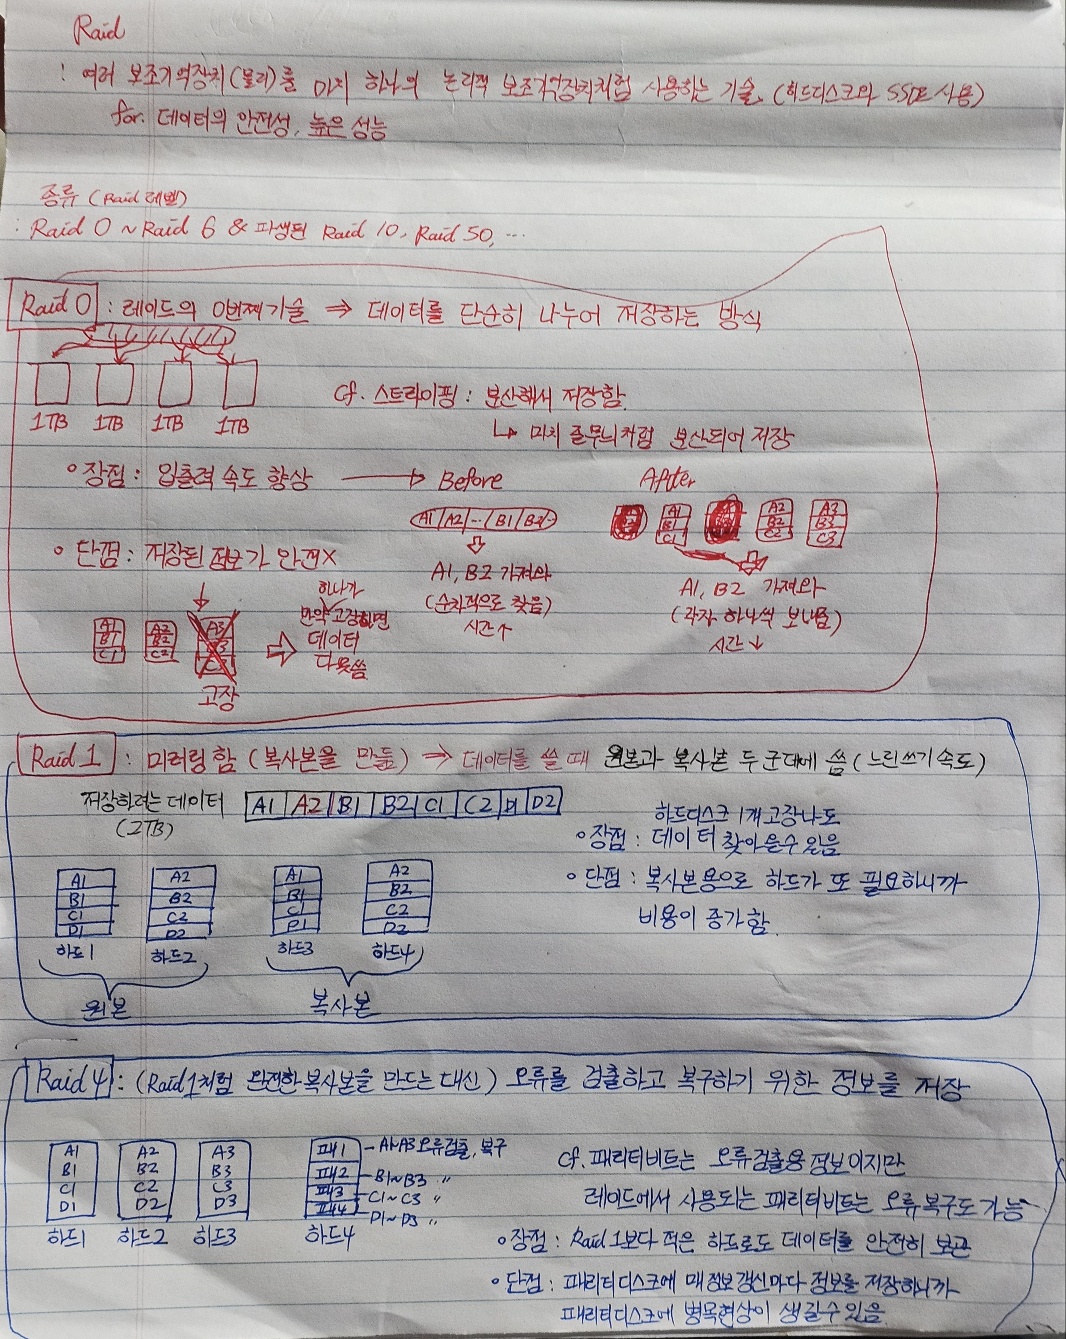 Raid
: 여러 보조기억장치(물리)를 마치 하나의 논리적 보조기억장치처럼 사용하는 기술. (하드디스크와 SSD로 사용)
for. 데이터의 안전성, 높은 성능
종류 (Raid 레벨)
: Raid 0 ~ Raid 6 & 파생된 Raid 10, Raid 50, ...
Raid 0 : 레이드의 0번째 기술 ⇒ 데이터를 단순히 나누어 저장하는 방식
1TB 1TB 1TB 1TB
cf. 스트라이핑 : 분산해서 저장함.
↳ 마치 줄무늬처럼 분산되어 저장
○ 장점 : 입출력 속도 향상 → Before After
A1 A2 -- B1 B2 -
A1 B1 C1
A2 B2 C2
A3 B3 C3
A1, B2 가져와
(순차적으로 찾음)
시간↑
A1, B2 가져와
(각자 하나씩 보내줌)
시간↓
○ 단점 : 저장된 정보가 안전X
A1 B1 C1
A2 B2 C2
A3 B3 C3
고장
⇒ 하나가
만약 고장나면
데이터
다 못씀
Raid 1 : 미러링 함 (복사본을 만듦) ⇒ 데이터를 쓸 때 원본과 복사본 두 군데에 씀 (느린 쓰기 속도)
저장하려는 데이터 A1 A2 B1 B2 C1 C2 D1 D2
(2TB)
A1 B1 C1 D1
하드1
A2 B2 C2 D2
하드2
A1 B1 C1 D1
하드3
A2 B2 C2 D2
하드4
원본 복사본
하드디스크 1개 고장나도
○ 장점 : 데이터 찾아올수 있음
○ 단점 : 복사본용으로 하드가 또 필요하니까
비용이 증가함.
Raid 4 : (Raid 1처럼 완전한 복사본을 만드는 대신) 오류를 검출하고 복구하기 위한 정보를 저장
A1 B1 C1 D1
하드1
A2 B2 C2 D2
하드2
A3 B3 C3 D3
하드3
패1 - A1~A3 오류검출, 복구
패2 - B1~B3 〃
패3 - C1~C3 〃
패4 - D1~D3 〃
하드4
cf. 패리티비트는 오류검출용 정보이지만
레이드에서 사용되는 패리티비트는 오류 복구도 가능
○ 장점 : Raid 1보다 적은 하드로도 데이터를 안전히 보관
○ 단점 : 패리티디스크에 매 정보 갱신마다 정보를 저장하니까
패리티디스크에 병목현상이 생길수 있음